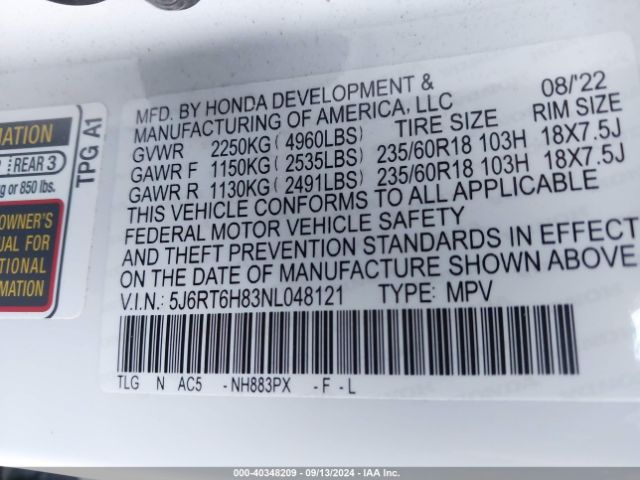 MFD. BY HONDA DEVELOPMENT & 08/'22
MANUFACTURING OF AMERICA, LLC
GVWR 2250KG( 4960LBS) TIRE SIZE RIM SIZE
GAWR F 1150KG( 2535LBS) 235/60R18 103H 18X7.5J
GAWR R 1130KG( 2491LBS) 235/60R18 103H 18X7.5J
THIS VEHICLE CONFORMS TO ALL APPLICABLE
FEDERAL MOTOR VEHICLE SAFETY
AND THEFT PREVENTION STANDARDS IN EFFECT
ON THE DATE OF MANUFACTURE SHOWN ABOVE
V.I.N.: 5J6RT6H83NL048121 TYPE: MPV
TLG N AC5 -NH883PX -F -L
TPG A1
REAR 3
or 850 lbs.
OWNER'S
FOR
000-40348209 - 09/13/2024 - IAA Inc.